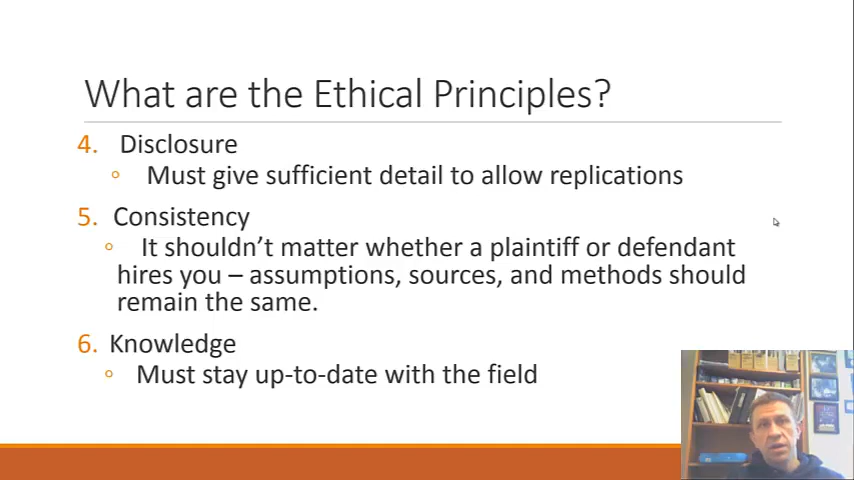 What are the Ethical Principles?
4. Disclosure
Must give sufficient detail to allow replications
5. Consistency
It shouldn’t matter whether a plaintiff or defendant
hires you – assumptions, sources, and methods should
remain the same.
6. Knowledge
Must stay up-to-date with the field